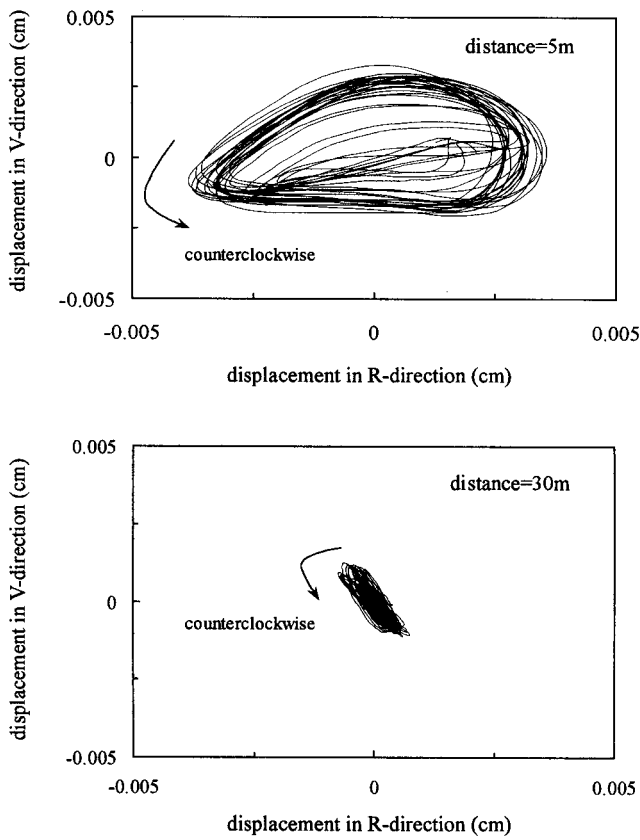 0.005
distance=5m
displacement in V-direction (cm)
0
counterclockwise
-0.005
-0.005
0
0.005
displacement in R-direction (cm)
0.005
distance=30m
displacement in V-direction (cm)
0
counterclockwise
-0.005
-0.005
0
0.005
displacement in R-direction (cm)